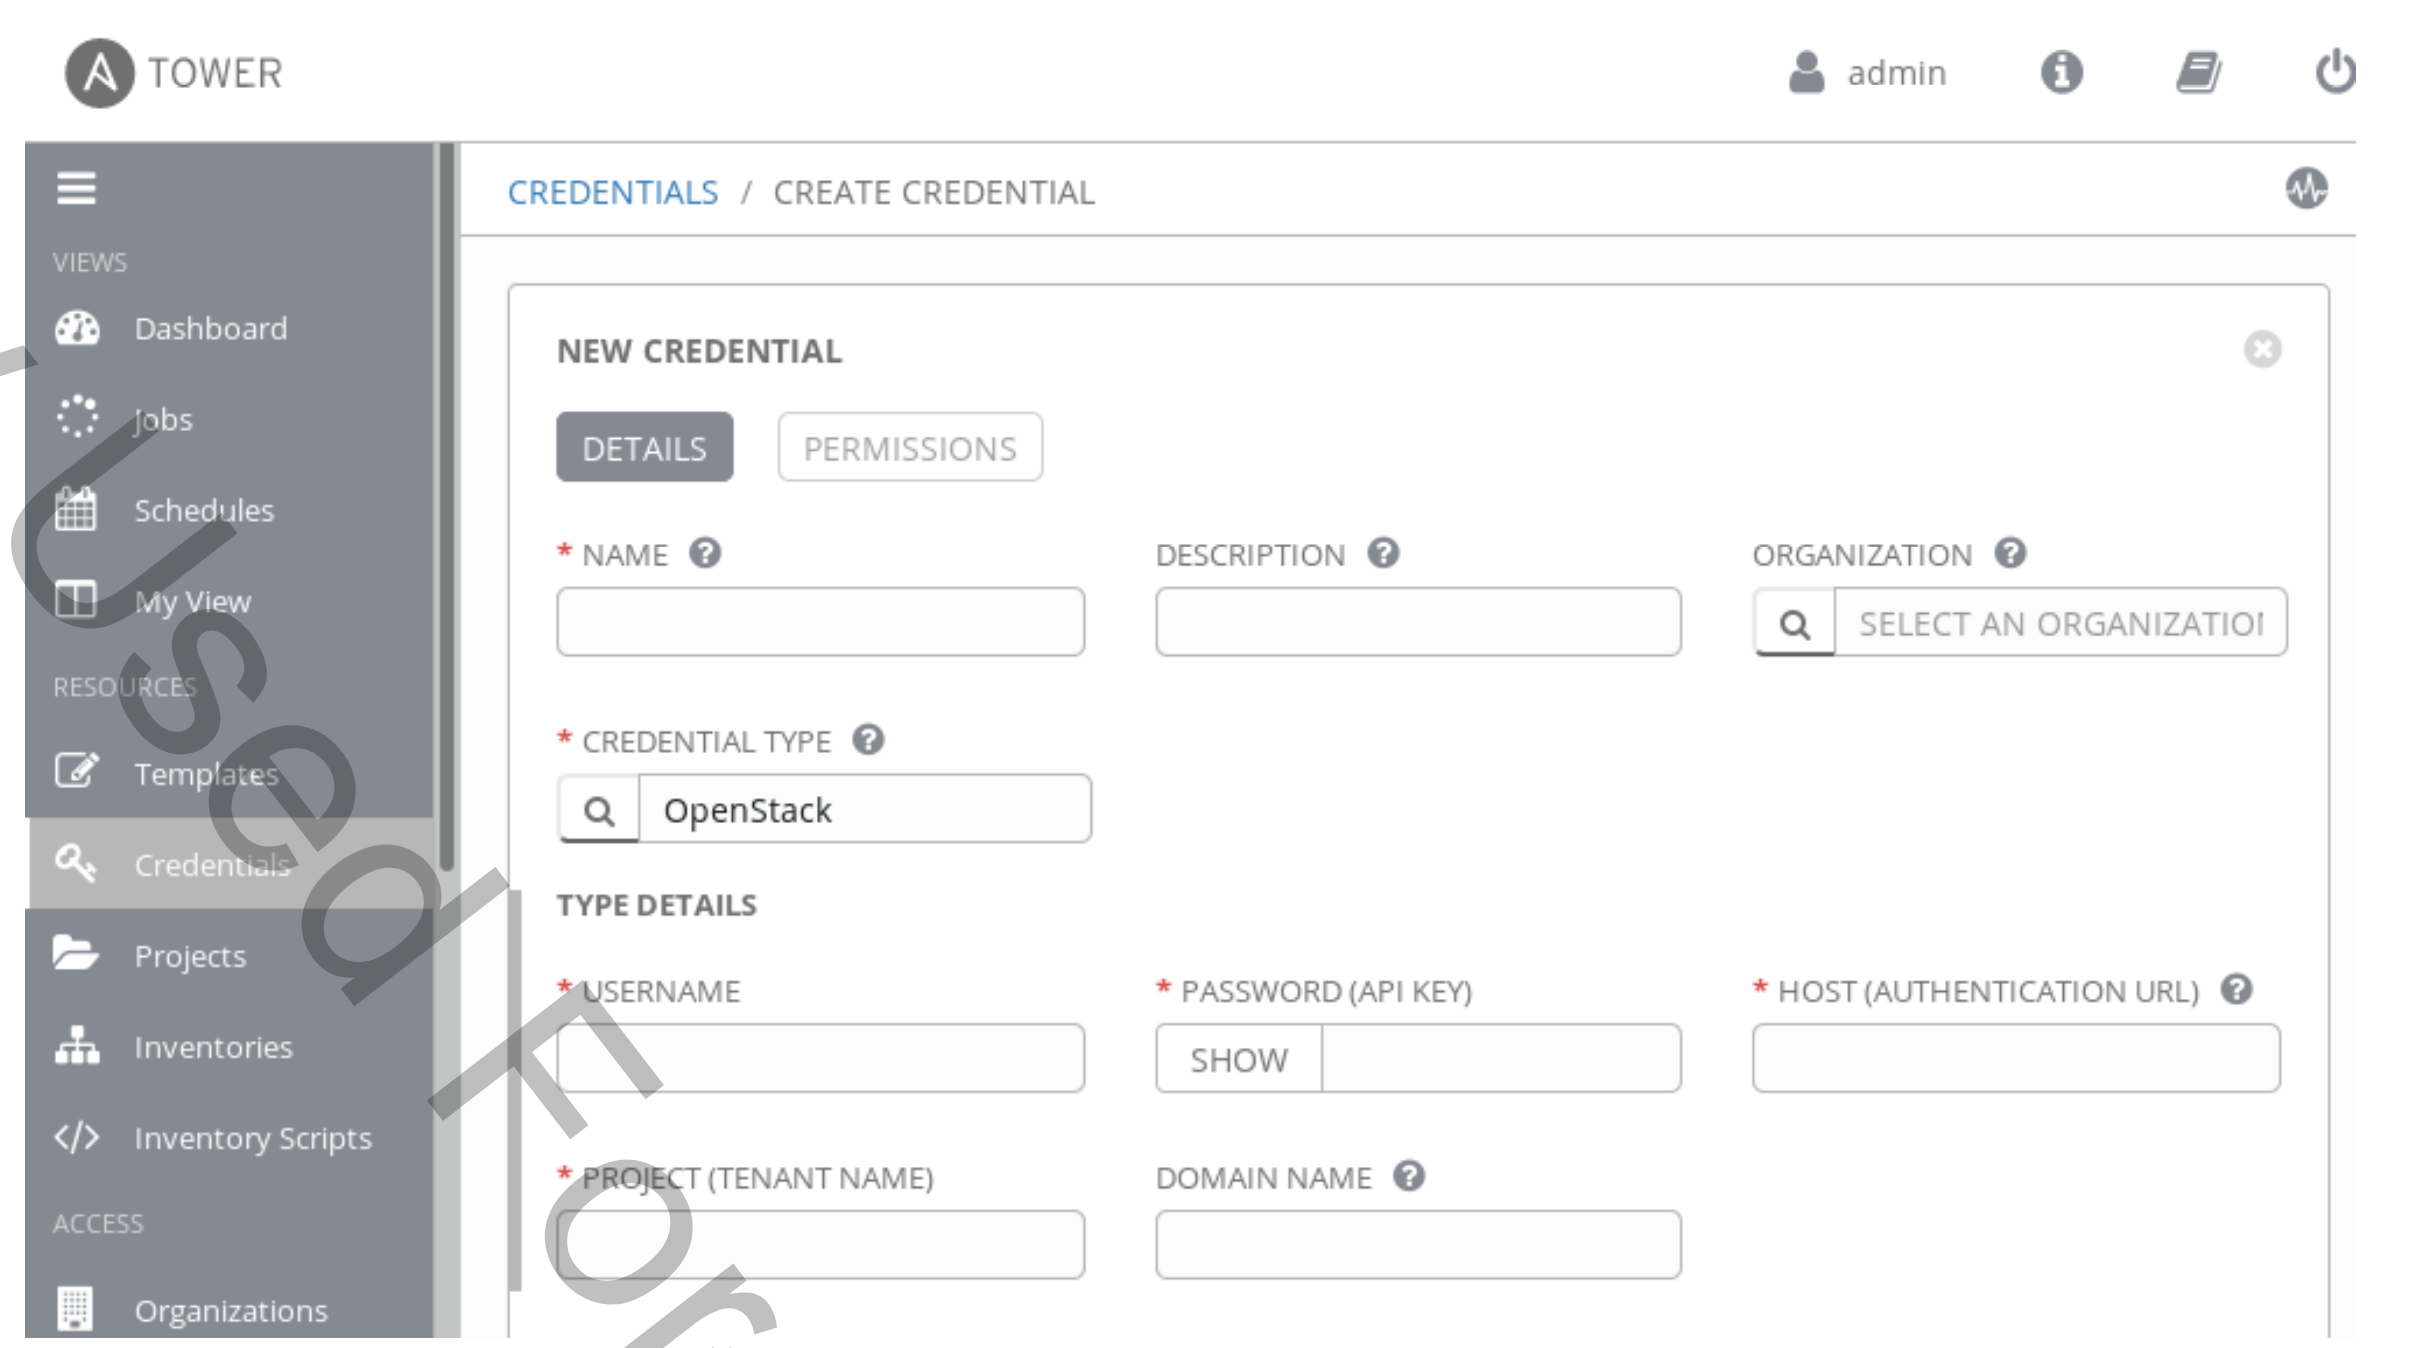 TOWER
admin
CREDENTIALS / CREATE CREDENTIAL
VIEWS
Dashboard
Jobs
Schedules
My View
RESOURCES
Templates
Credentials
Projects
Inventories
Inventory Scripts
ACCESS
Organizations
NEW CREDENTIAL
DETAILS PERMISSIONS
* NAME ? DESCRIPTION ? ORGANIZATION ?
SELECT AN ORGANIZATION
* CREDENTIAL TYPE ?
OpenStack
TYPE DETAILS
* USERNAME * PASSWORD (API KEY) * HOST (AUTHENTICATION URL) ?
SHOW
* PROJECT (TENANT NAME) DOMAIN NAME ?
Used For